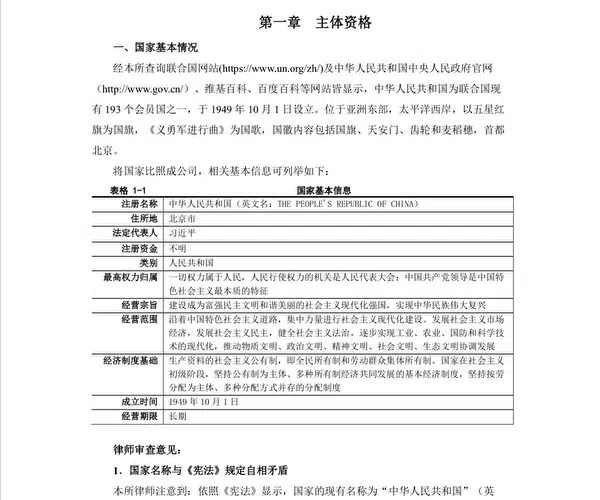 第一章 主体资格
一、国家基本情况
经本所查询联合国网站(https://www.un.org/zh/)及中华人民共和国中央人民政府官网
（http://www.gov.cn/）、维基百科、百度百科等网站皆显示，中华人民共和国为联合国现
有 193 个会员国之一，于 1949 年 10 月 1 日设立。位于亚洲东部，太平洋西岸，以五星红
旗为国旗，《义勇军进行曲》为国歌，国徽内容包括国旗、天安门、齿轮和麦稻穗，首都
北京。
将国家比照成公司，相关基本信息可列举如下：
表格 1-1 国家基本信息
注册名称 中华人民共和国（英文名：THE PEOPLE'S REPUBLIC OF CHINA）
住所地 北京市
法定代表人 习近平
注册资金 不明
类别 人民共和国
最高权力归属 一切权力属于人民，人民行使权力的机关是人民代表大会；中国共产党领导是中国特
色社会主义最本质的特征
经营宗旨 建设成为富强民主文明和谐美丽的社会主义现代化强国，实现中华民族伟大复兴
经营范围 沿着中国特色社会主义道路，集中力量进行社会主义现代化建设。发展社会主义市场
经济，发展社会主义民主，健全社会主义法治，逐步实现工业、农业、国防和科学技
术的现代化，推动物质文明、政治文明、精神文明、社会文明、生态文明协调发展
经济制度基础 生产资料的社会主义公有制，即全民所有制和劳动群众集体所有制。国家在社会主义
初级阶段，坚持公有制为主体、多种所有制经济共同发展的基本经济制度，坚持按劳
分配为主体、多种分配方式并存的分配制度
成立时间 1949 年 10 月 1 日
经营期限 长期
律师审查意见：
1．国家名称与《宪法》规定自相矛盾
本所律师注意到：依照《宪法》显示，国家的现有名称为“中华人民共和国”（英